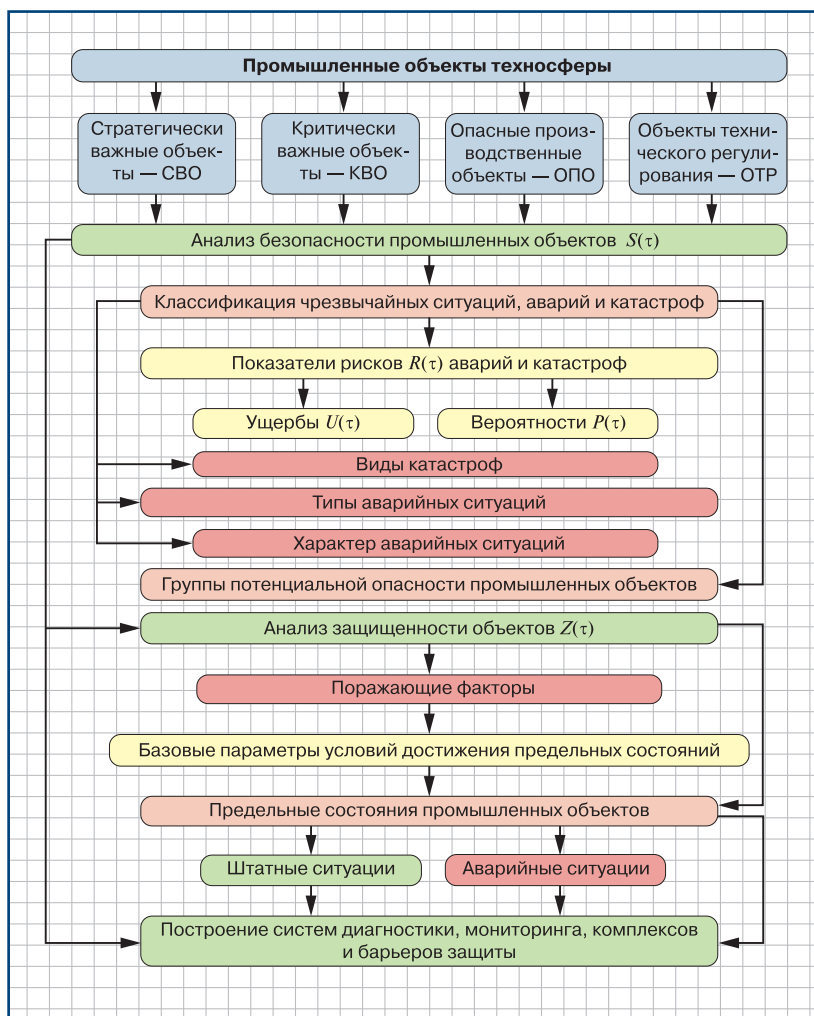 Промышленные объекты техносферы
Стратегически
важные объек-
ты — СВО
Критически
важные объек-
ты — КВО
Опасные произ-
водственные
объекты — ОПО
Объекты техни-
ческого регули-
рования — ОТР
Анализ безопасности промышленных объектов S(τ)
Классификация чрезвычайных ситуаций, аварий и катастроф
Показатели рисков R(τ) аварий и катастроф
Ущербы U(τ)
Вероятности P(τ)
Виды катастроф
Типы аварийных ситуаций
Характер аварийных ситуаций
Группы потенциальной опасности промышленных объектов
Анализ защищенности объектов Z(τ)
Поражающие факторы
Базовые параметры условий достижения предельных состояний
Предельные состояния промышленных объектов
Штатные ситуации
Аварийные ситуации
Построение систем диагностики, мониторинга, комплексов
и барьеров защиты